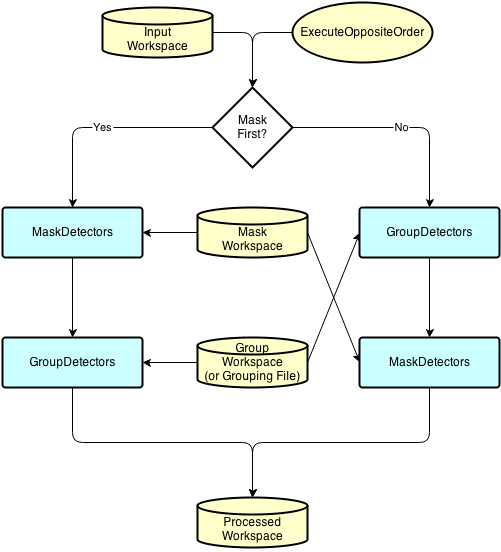 Input
Workspace
ExecuteOppositeOrder
Mask
First?
Yes
No
MaskDetectors
Mask
Workspace
GroupDetectors
GroupDetectors
Group
Workspace
(or Grouping File)
MaskDetectors
Processed
Workspace